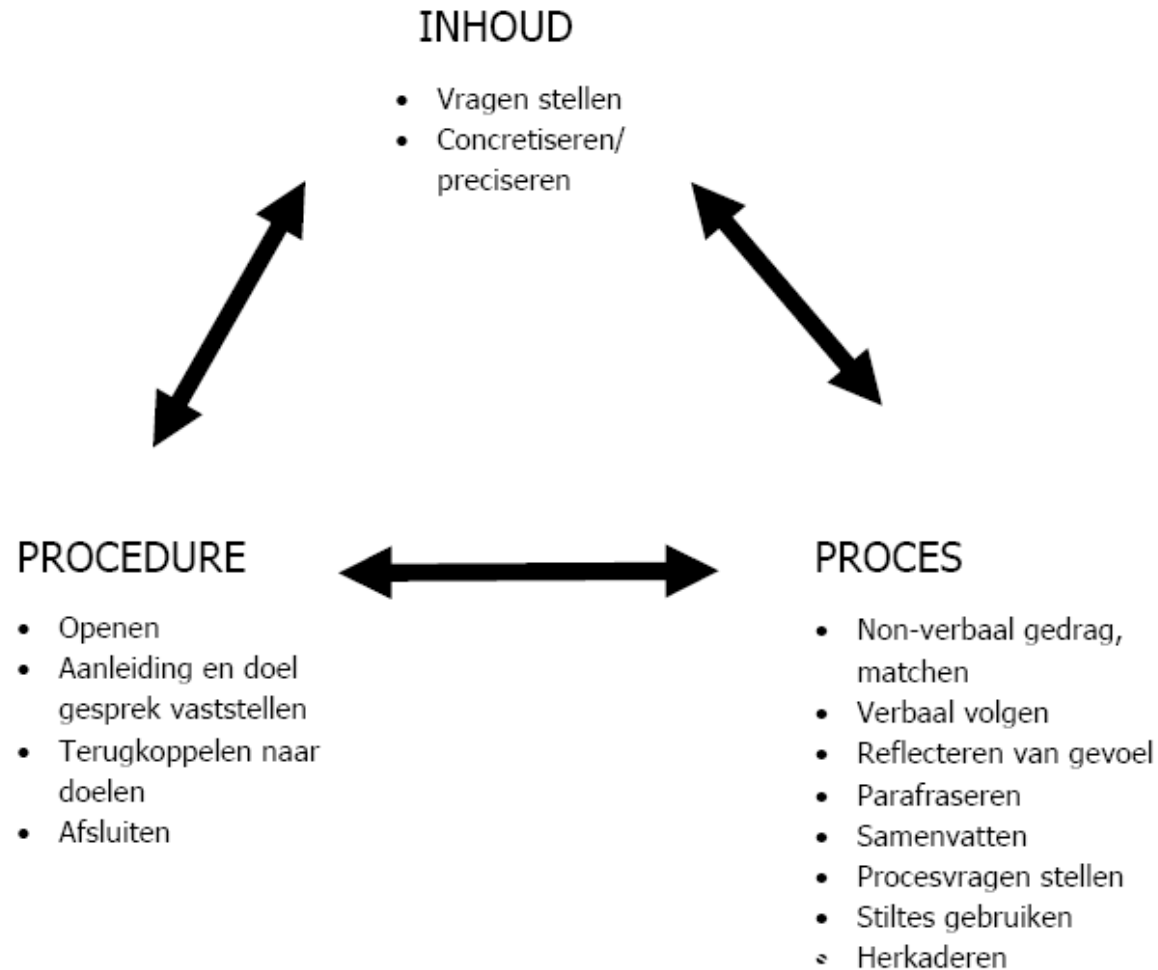 INHOUD
• Vragen stellen
• Concretiseren/
preciseren
PROCEDURE
• Openen
• Aanleiding en doel
gesprek vaststellen
• Terugkoppelen naar
doelen
• Afsluiten
PROCES
• Non-verbaal gedrag,
matchen
• Verbaal volgen
• Reflecteren van gevoel
• Parafraseren
• Samenvatten
• Procesvragen stellen
• Stiltes gebruiken
• Herkaderen